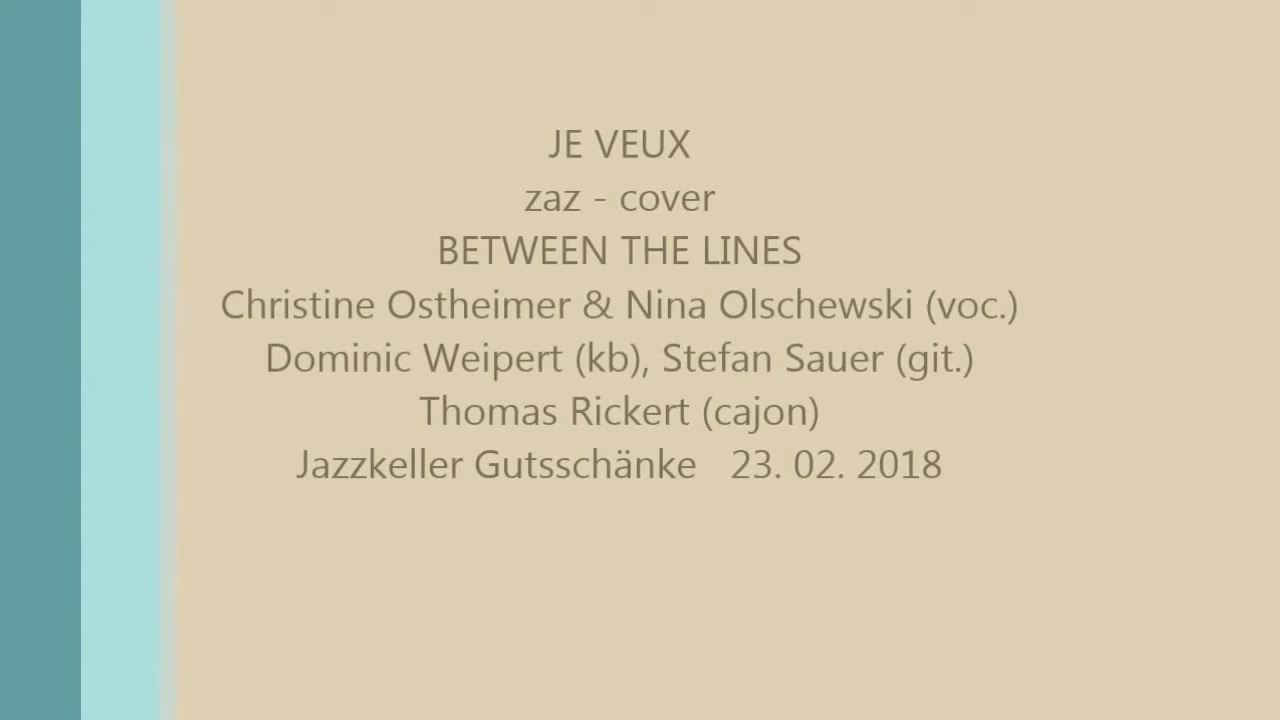 JE VEUX
zaz - cover
BETWEEN THE LINES
Christine Ostheimer & Nina Olschewski (voc.)
Dominic Weipert (kb), Stefan Sauer (git.)
Thomas Rickert (cajon)
Jazzkeller Gutsschänke 23. 02. 2018